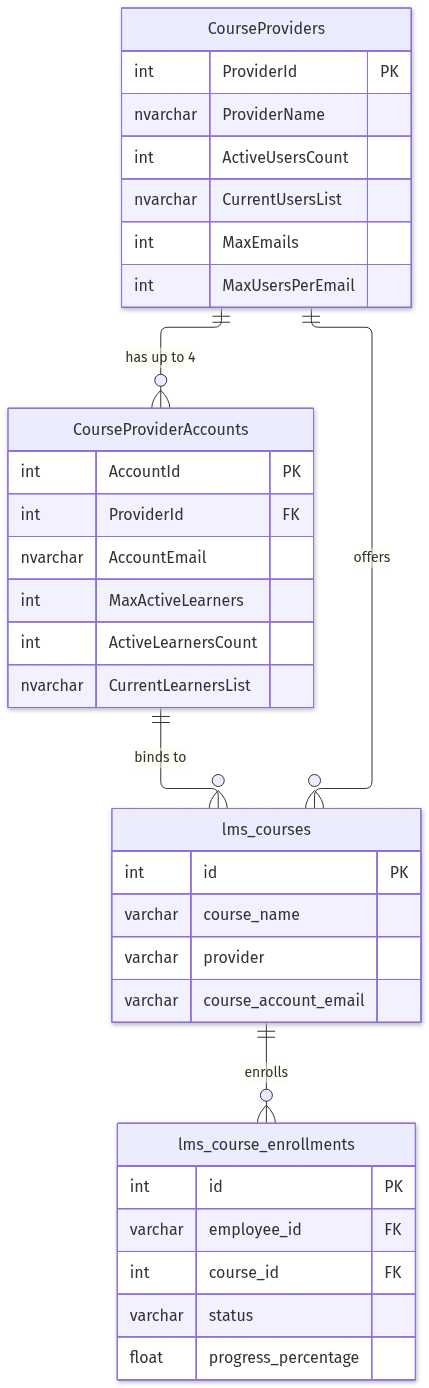 CourseProviders
int ProviderId PK
nvarchar ProviderName
int ActiveUsersCount
nvarchar CurrentUsersList
int MaxEmails
int MaxUsersPerEmail
has up to 4
CourseProviderAccounts
int AccountId PK
int ProviderId FK
nvarchar AccountEmail
offers
int MaxActiveLearners
int ActiveLearnersCount
nvarchar CurrentLearnersList
binds to
lms_courses
int id PK
varchar course_name
varchar provider
varchar course_account_email
enrolls
lms_course_enrollments
int id PK
varchar employee_id FK
int course_id FK
varchar status
float progress_percentage